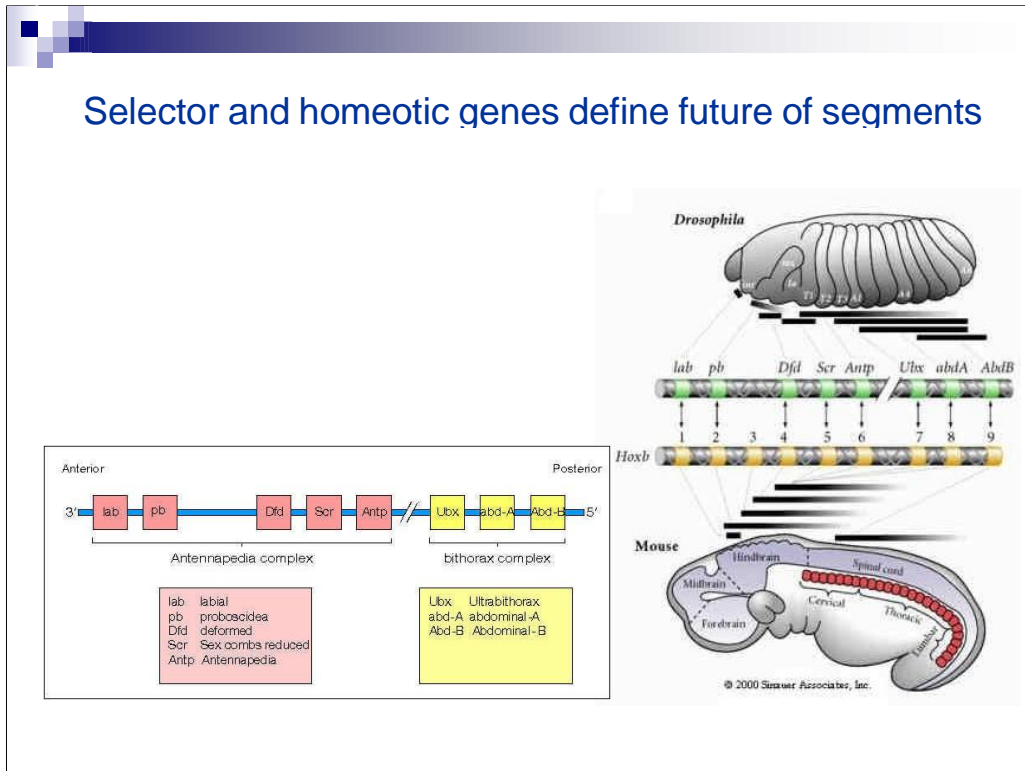 Selector and homeotic genes define future of segments
Anterior
Posterior
3'
lab
pb
Dfd
Scr
Antp
Ubx
abd-A
Abd-B
5'
Antennapedia complex
bithorax complex
lab labial
pb proboscidea
Dfd deformed
Scr Sex combs reduced
Antp Antennapedia
Ubx Ultrabithorax
abd-A abdominal-A
Abd-B Abdominal-B
Drosophila
T1 T2 T3 A1 A4
lab pb Dfd Scr Antp Ubx abdA AbdB
1 2 3 4 5 6 7 8 9
Hoxb
Mouse
Hindbrain
Spinal cord
Midbrain
Forebrain
Cervical
Thoracic
Lumbar
© 2000 Sinauer Associates, Inc.